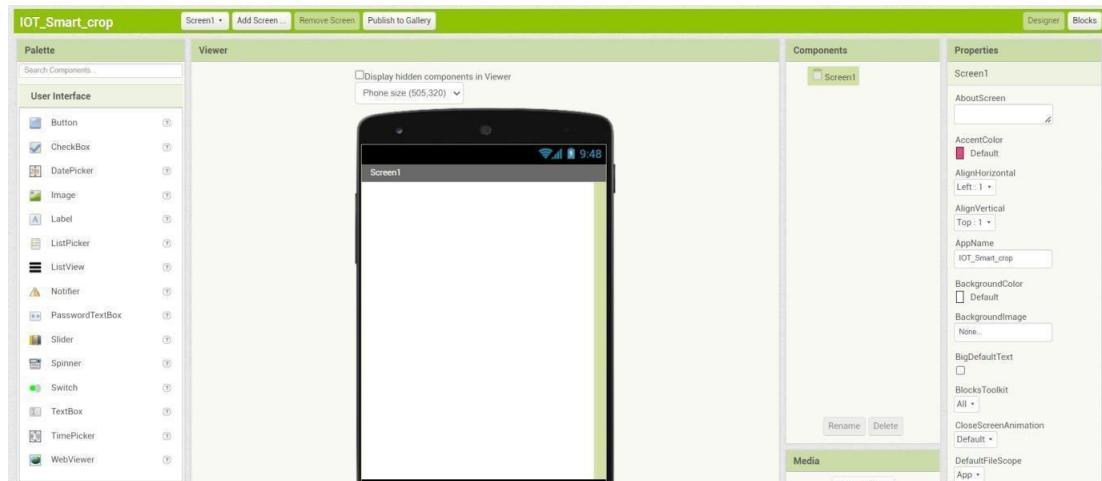 IOT_Smart_crop
Screen1
Add Screen ...
Remove Screen
Publish to Gallery
Designer
Blocks
Palette
Search Components...
User Interface
Button
CheckBox
DatePicker
Image
Label
ListPicker
ListView
Notifier
PasswordTextBox
Slider
Spinner
Switch
TextBox
TimePicker
WebViewer
Viewer
Display hidden components in Viewer
Phone size (505,320)
9:48
Screen1
Components
Screen1
Rename
Delete
Media
Properties
Screen1
AboutScreen
AccentColor
Default
AlignHorizontal
Left : 1
AlignVertical
Top : 1
AppName
IOT_Smart_crop
BackgroundColor
Default
BackgroundImage
None...
BigDefaultText
BlocksToolkit
All
CloseScreenAnimation
Default
DefaultFileScope
App